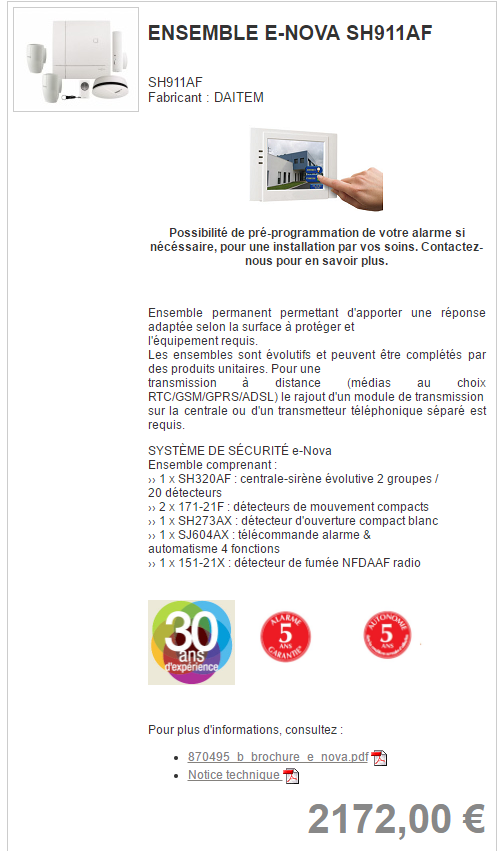 ENSEMBLE E-NOVA SH911AF
SH911AF
Fabricant : DAITEM
Possibilité de pré-programmation de votre alarme si
nécéssaire, pour une installation par vos soins. Contactez-
nous pour en savoir plus.
Ensemble permanent permettant d'apporter une réponse
adaptée selon la surface à protéger et
l'équipement requis.
Les ensembles sont évolutifs et peuvent être complétés par
des produits unitaires. Pour une
transmission à distance (médias au choix
RTC/GSM/GPRS/ADSL) le rajout d'un module de transmission
sur la centrale ou d'un transmetteur téléphonique séparé est
requis.
SYSTÈME DE SÉCURITÉ e-Nova
Ensemble comprenant :
›› 1 x SH320AF : centrale-sirène évolutive 2 groupes /
20 détecteurs
›› 2 x 171-21F : détecteurs de mouvement compacts
›› 1 x SH273AX : détecteur d'ouverture compact blanc
›› 1 x SJ604AX : télécommande alarme &
automatisme 4 fonctions
›› 1 x 151-21X : détecteur de fumée NFDAAF radio
30
ans
d'expérience
ALARME
5
ANS
GARANTIE*
AUTONOMIE
5
ANS
Pour plus d'informations, consultez :
• 870495_b_brochure_e_nova.pdf
• Notice technique
2172,00 €